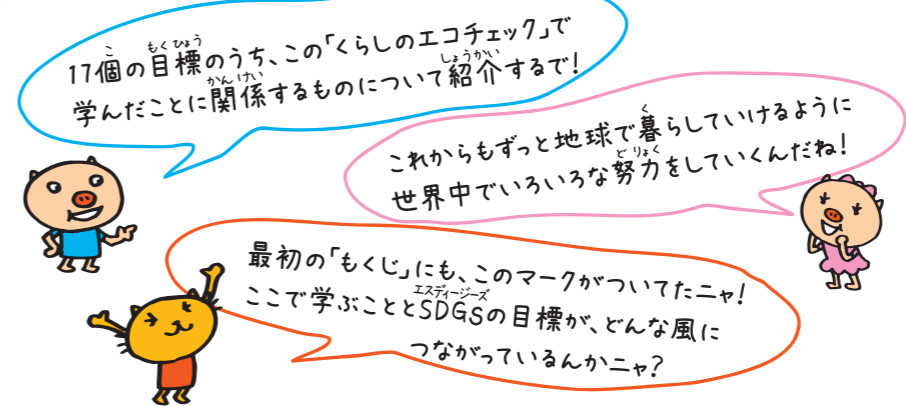 17個の目標のうち、この「くらしのエコチェック」で
学んだことに関係するものについて紹介するで!
これからもずっと地球で暮らしていけるように
世界中でいろいろな努力をしていくんだね!
最初の「もくじ」にも、このマークがついてたニャ!
ここで学ぶこととSDGSの目標が、どんな風に
つながっているんかニャ?